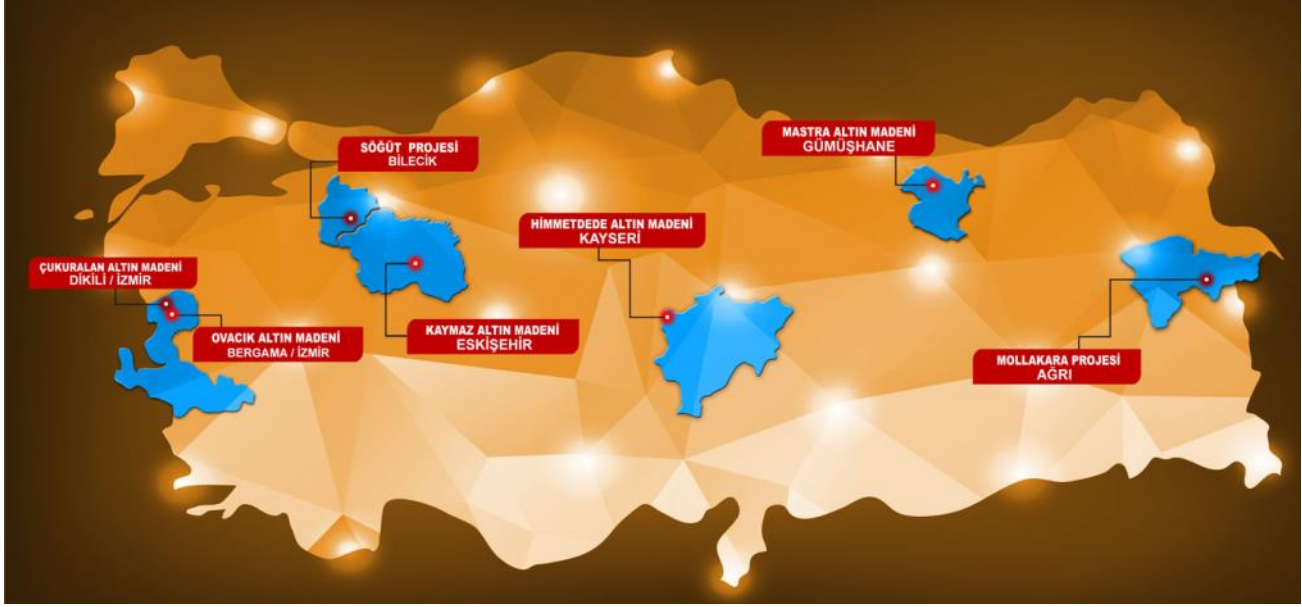 MASTRA ALTIN MADENİ
GÜMÜŞHANE
SÖĞÜT PROJESİ
BİLECİK
HİMMETDEDE ALTIN MADENİ
KAYSERİ
ÇUKURALAN ALTIN MADENİ
DİKİLİ / İZMİR
OVACIK ALTIN MADENİ
BERGAMA / İZMİR
KAYMAZ ALTIN MADENİ
ESKİŞEHİR
MOLLAKARA PROJESİ
AĞRI